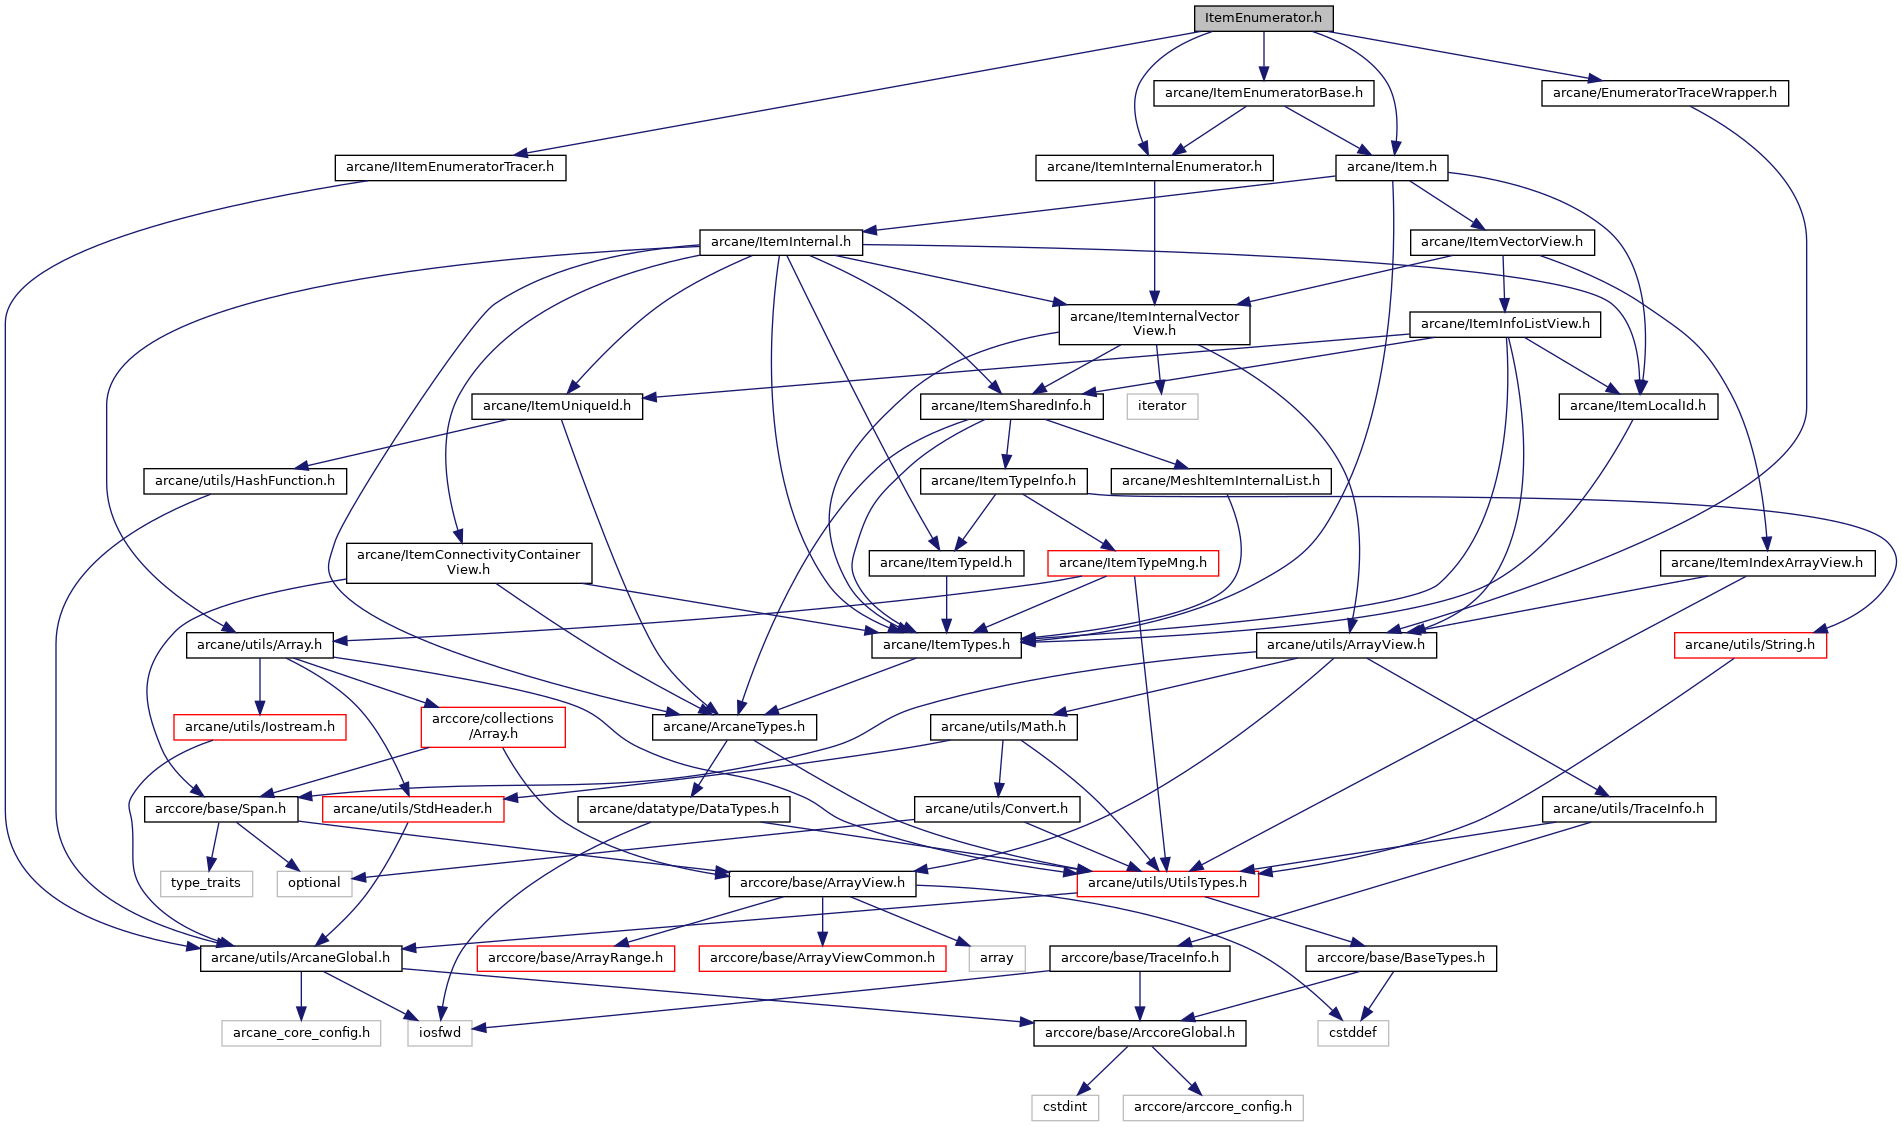 ItemEnumerator.h
arcane/ItemEnumeratorBase.h
arcane/EnumeratorTraceWrapper.h
arcane/IItemEnumeratorTracer.h
arcane/ItemInternalEnumerator.h
arcane/Item.h
arcane/ItemInternal.h
arcane/ItemVectorView.h
arcane/ItemInternalVector
View.h
arcane/ItemInfoListView.h
arcane/ItemUniqueId.h
arcane/ItemSharedInfo.h
iterator
arcane/ItemLocalId.h
arcane/utils/HashFunction.h
arcane/ItemTypeInfo.h
arcane/MeshItemInternalList.h
arcane/ItemConnectivityContainer
View.h
arcane/ItemTypeId.h
arcane/ItemTypeMng.h
arcane/ItemIndexArrayView.h
arcane/utils/Array.h
arcane/ItemTypes.h
arcane/utils/ArrayView.h
arcane/utils/String.h
arcane/utils/Iostream.h
arccore/collections
/Array.h
arcane/ArcaneTypes.h
arcane/utils/Math.h
arccore/base/Span.h
arcane/utils/StdHeader.h
arcane/datatype/DataTypes.h
arcane/utils/Convert.h
arcane/utils/TraceInfo.h
type_traits
optional
arccore/base/ArrayView.h
arcane/utils/UtilsTypes.h
arcane/utils/ArcaneGlobal.h
arccore/base/ArrayRange.h
arccore/base/ArrayViewCommon.h
array
arccore/base/TraceInfo.h
arccore/base/BaseTypes.h
arcane_core_config.h
iosfwd
arccore/base/ArccoreGlobal.h
cstddef
cstdint
arccore/arccore_config.h